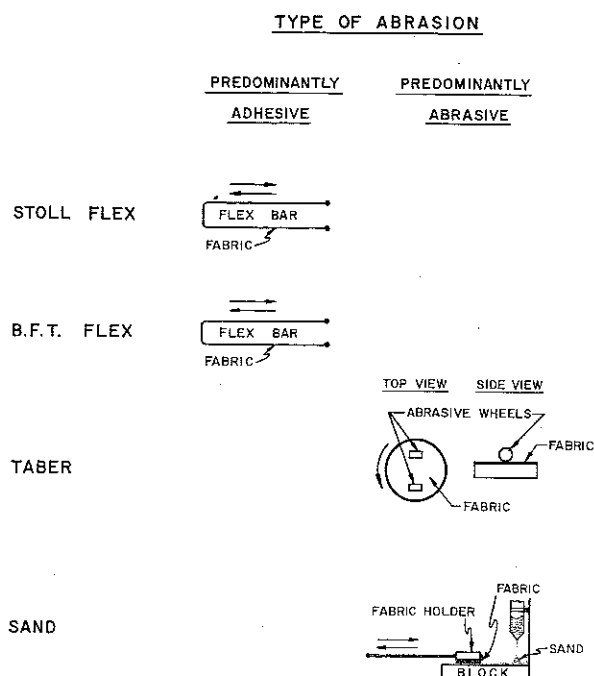 TYPE OF ABRASION
PREDOMINANTLY ADHESIVE
PREDOMINANTLY ABRASIVE
STOLL FLEX
FLEX BAR
FABRIC
B.F.T. FLEX
FLEX BAR
FABRIC
TOP VIEW
SIDE VIEW
ABRASIVE WHEELS
FABRIC
TABER
FABRIC
FABRIC
FABRIC HOLDER
SAND
SAND
BLOCK